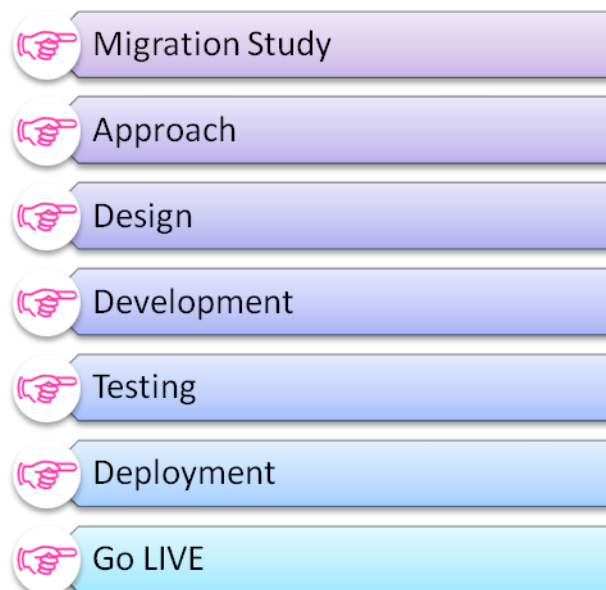 Migration Study
Approach
Design
Development
Testing
Deployment
Go LIVE